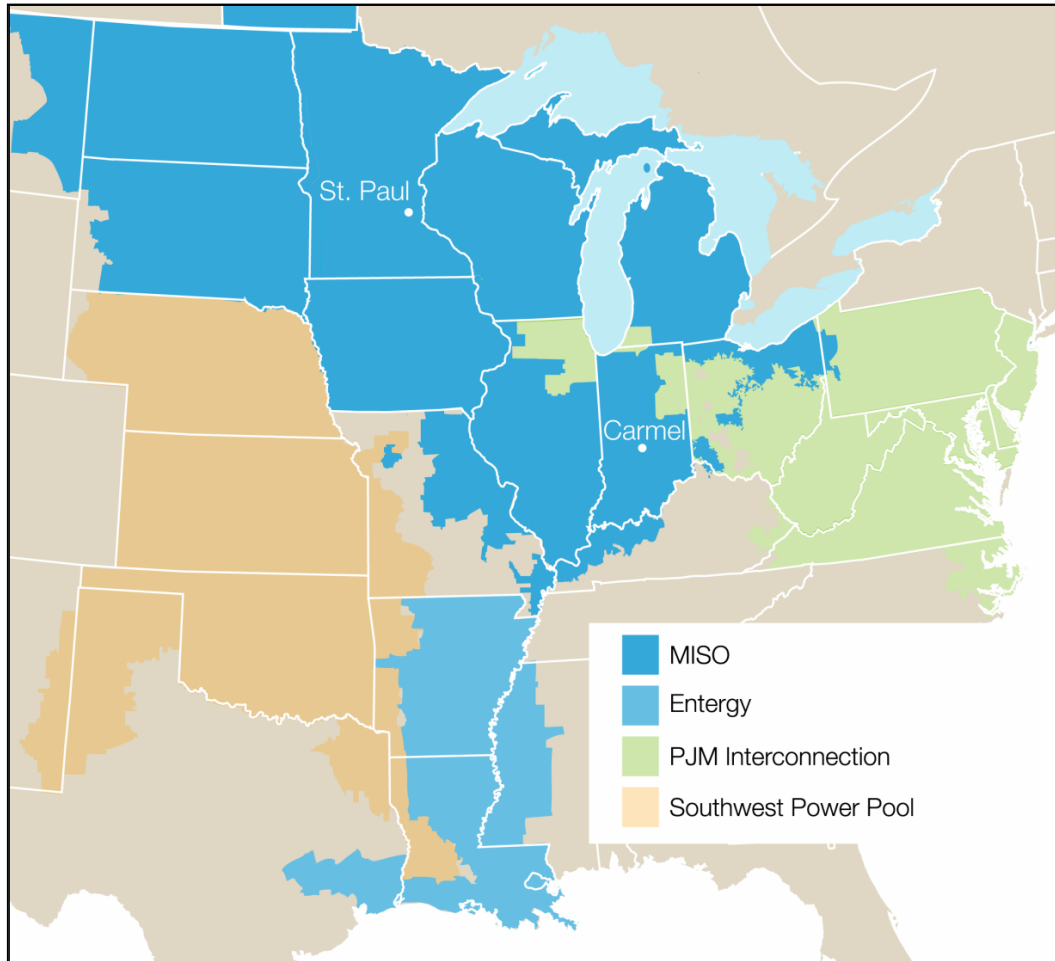 St. Paul
Carmel
MISO
Entergy
PJM Interconnection
Southwest Power Pool